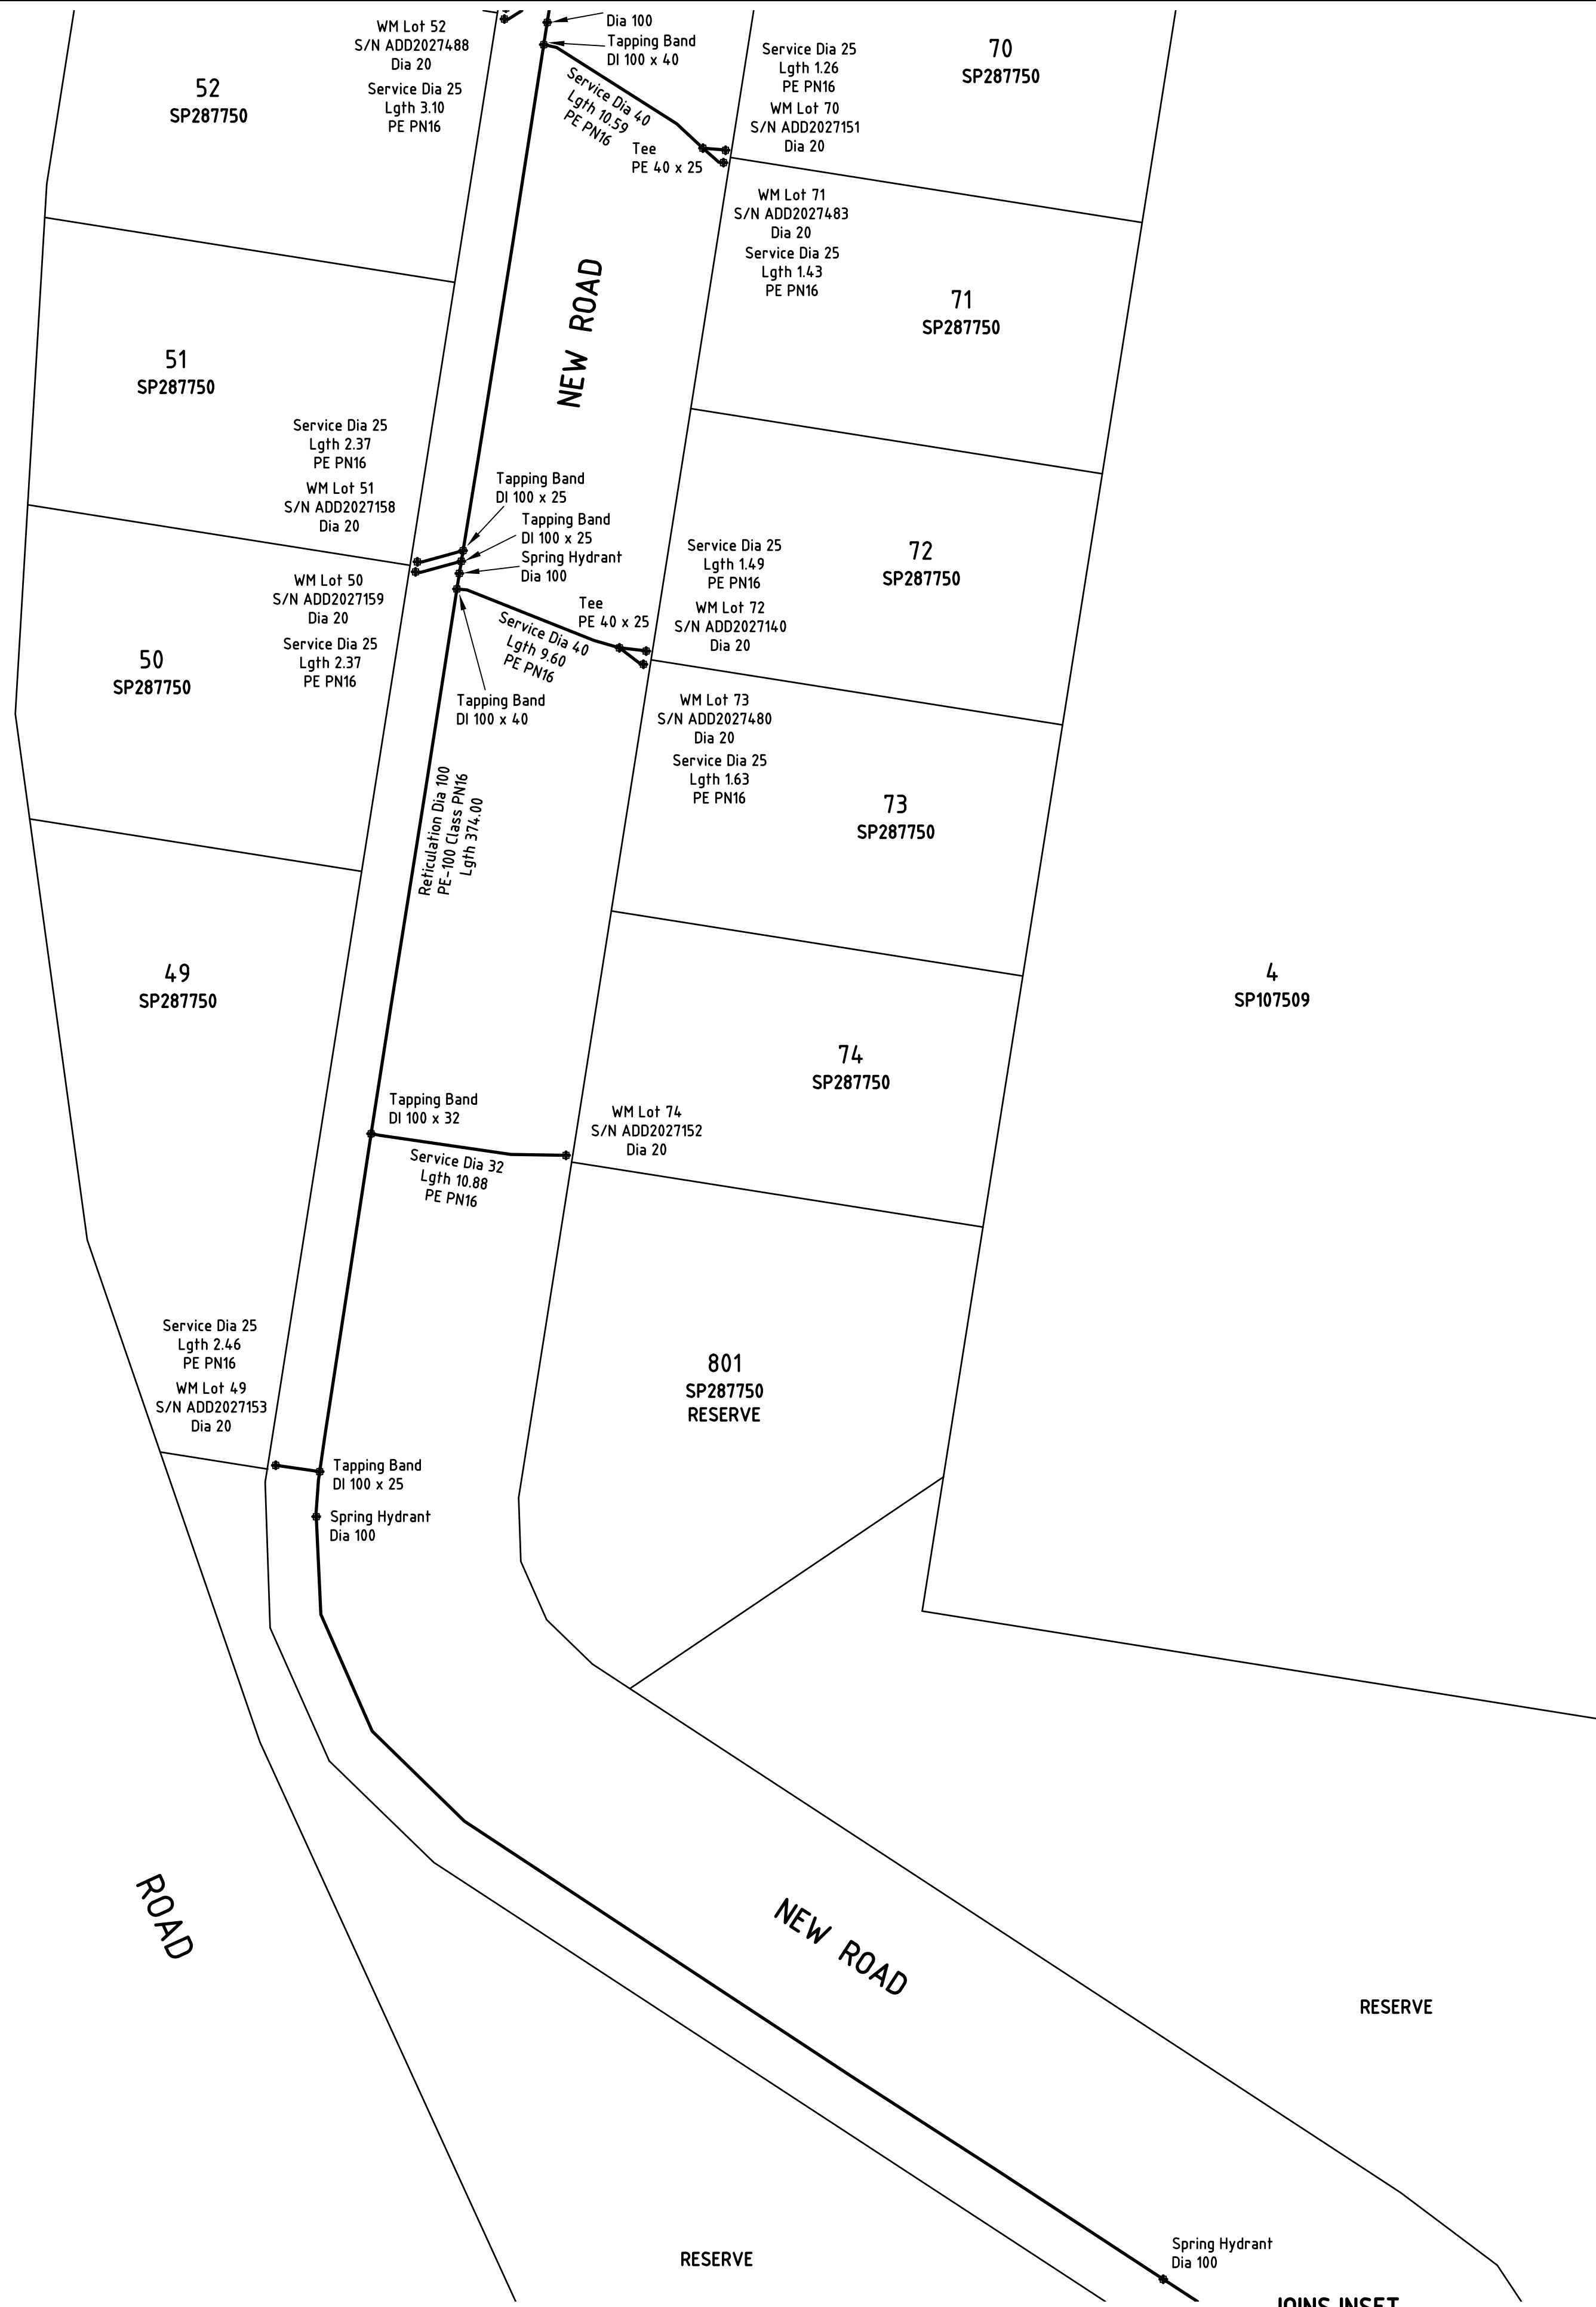 WM Lot 52
S/N ADD2027488
Dia 20
Service Dia 25
Lgth 3.10
PE PN16
52
SP287750
Dia 100
Tapping Band
DI 100 x 40
Service Dia 40
Lgth 10.59
PE PN16
Tee
PE 40 x 25
Service Dia 25
Lgth 1.26
PE PN16
WM Lot 70
S/N ADD2027151
Dia 20
70
SP287750
WM Lot 71
S/N ADD2027483
Dia 20
Service Dia 25
Lgth 1.43
PE PN16
71
SP287750
NEW ROAD
51
SP287750
Service Dia 25
Lgth 2.37
PE PN16
WM Lot 51
S/N ADD2027158
Dia 20
Tapping Band
DI 100 x 25
Tapping Band
DI 100 x 25
Spring Hydrant
Dia 100
WM Lot 50
S/N ADD2027159
Dia 20
Service Dia 25
Lgth 2.37
PE PN16
50
SP287750
Tee
PE 40 x 25
Service Dia 40
Lgth 9.60
PE PN16
Tapping Band
DI 100 x 40
Service Dia 25
Lgth 1.49
PE PN16
WM Lot 72
S/N ADD2027140
Dia 20
72
SP287750
WM Lot 73
S/N ADD2027480
Dia 20
Service Dia 25
Lgth 1.63
PE PN16
73
SP287750
Reticulation Dia 100
PE-100 Class PN16
Lgth 374.00
49
SP287750
4
SP107509
74
SP287750
Tapping Band
DI 100 x 32
Service Dia 32
Lgth 10.88
PE PN16
WM Lot 74
S/N ADD2027152
Dia 20
Service Dia 25
Lgth 2.46
PE PN16
WM Lot 49
S/N ADD2027153
Dia 20
801
SP287750
RESERVE
Tapping Band
DI 100 x 25
Spring Hydrant
Dia 100
ROAD
NEW ROAD
RESERVE
RESERVE
Spring Hydrant
Dia 100
JOINS INSET